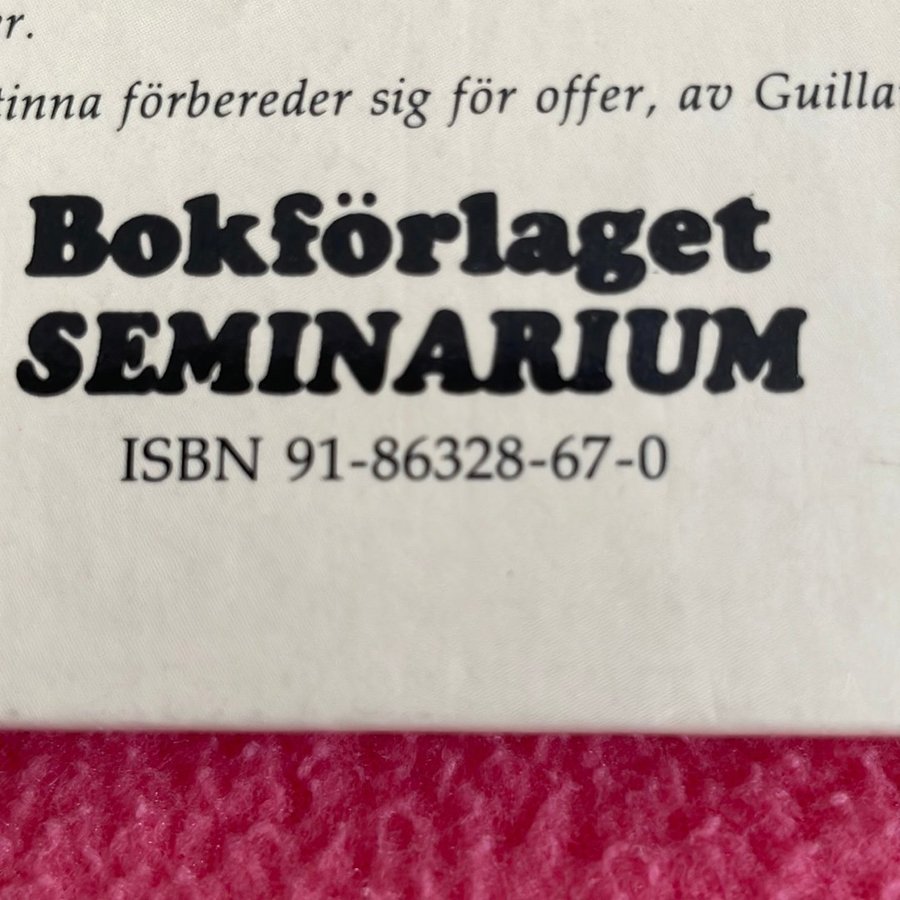 förbereder sig för offer, av
Bokförlaget
SEMINARIUM
ISBN 91-86328-67-0